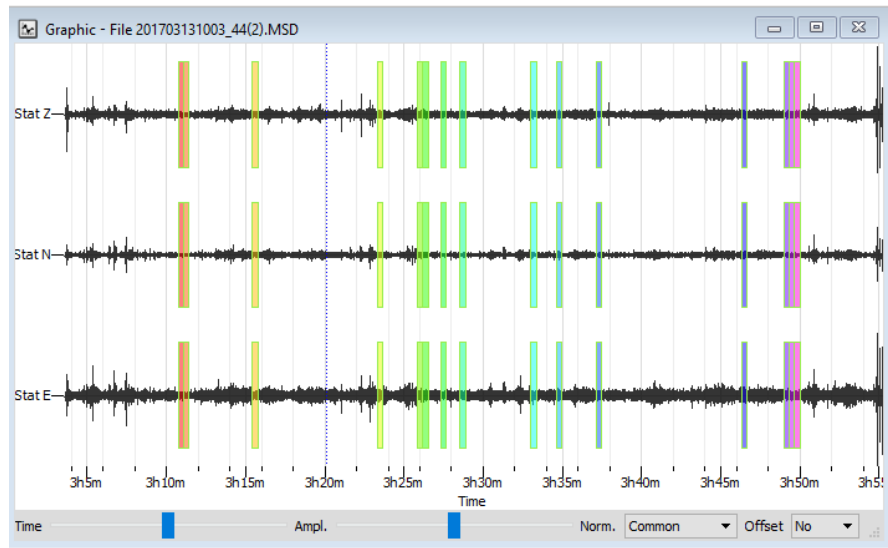 Graphic - File 201703131003_44(2).MSD
Stat Z
Stat N
Stat E
3h5m 3h10m 3h15m 3h20m 3h25m 3h30m 3h35m 3h40m 3h45m 3h50m 3h5
Time
Time Ampl. Norm. Common Offset No